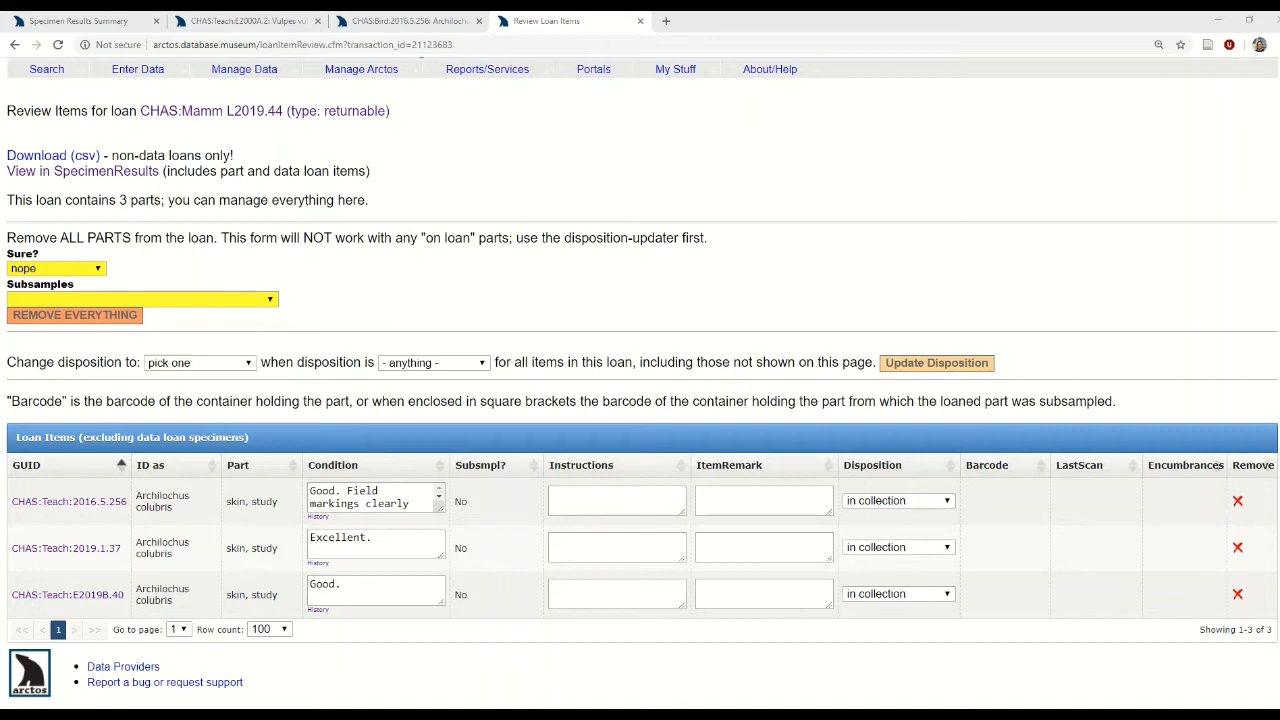 Specimen Results Summary
CHAS:Teach:E2000A.2: Vulpes vul
CHAS:Bird:2016.5.256: Archiloch
Review Loan Items
Not secure | arctos.database.museum/loanItemReview.cfm?transaction_id=21123683
Search Enter Data Manage Data Manage Arctos Reports/Services Portals My Stuff About/Help
Review Items for loan CHAS:Mamm L2019.44 (type: returnable)
Download (csv) - non-data loans only!
View in SpecimenResults (includes part and data loan items)
This loan contains 3 parts; you can manage everything here.
Remove ALL PARTS from the loan. This form will NOT work with any "on loan" parts; use the disposition-updater first.
Sure?
nope
Subsamples
REMOVE EVERYTHING
Change disposition to: pick one when disposition is - anything - for all items in this loan, including those not shown on this page. Update Disposition
"Barcode" is the barcode of the container holding the part, or when enclosed in square brackets the barcode of the container holding the part from which the loaned part was subsampled.
Loan Items (excluding data loan specimens)
GUID ID as Part Condition Subsmpl? Instructions ItemRemark Disposition Barcode LastScan Encumbrances Remove
CHAS:Teach:2016.5.256 Archilochus colubris skin, study Good. Field markings clearly History No in collection X
CHAS:Teach:2019.1.37 Archilochus colubris skin, study Excellent. History No in collection X
CHAS:Teach:E2019B.40 Archilochus colubris skin, study Good. History No in collection X
<< < 1 > >> Go to page: 1 Row count: 100 Showing 1-3 of 3
arctos
Data Providers
Report a bug or request support